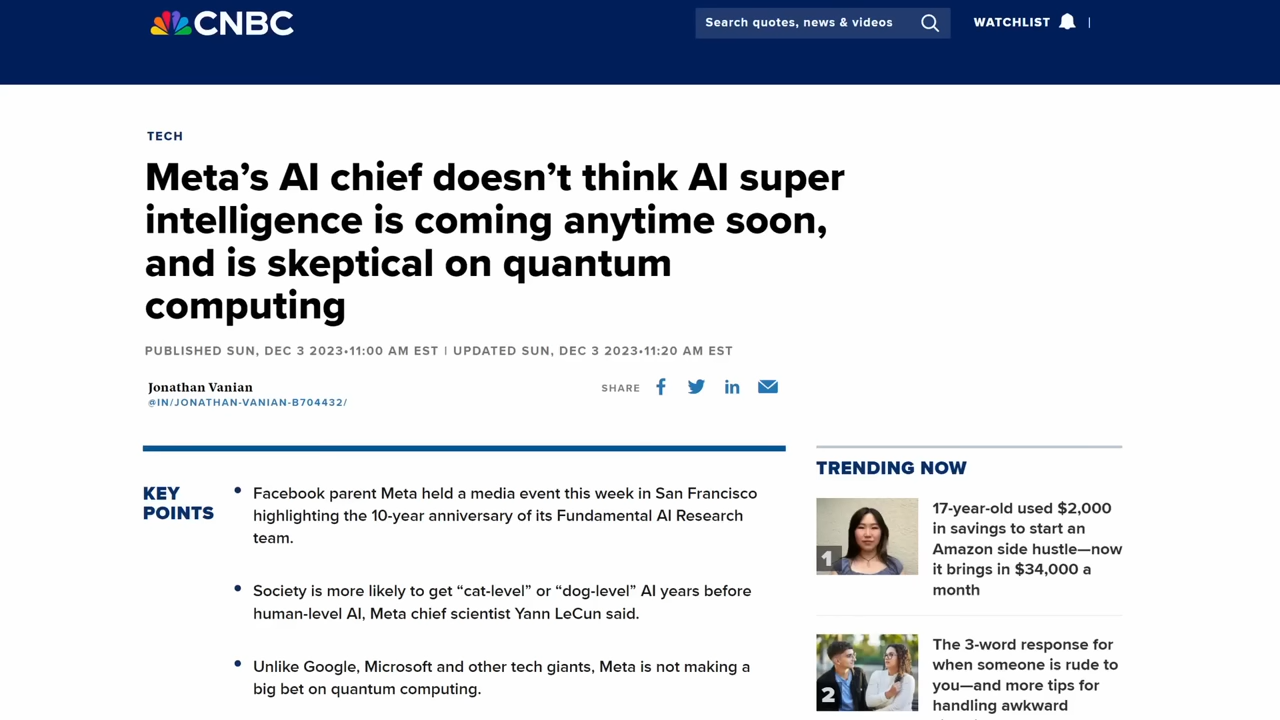 CNBC
Search quotes, news & videos
WATCHLIST
TECH
Meta’s AI chief doesn’t think AI super
intelligence is coming anytime soon,
and is skeptical on quantum
computing
PUBLISHED SUN, DEC 3 2023•11:00 AM EST | UPDATED SUN, DEC 3 2023•11:20 AM EST
Jonathan Vanian
@IN/JONATHAN-VANIAN-B704432/
SHARE
KEY
POINTS
• Facebook parent Meta held a media event this week in San Francisco
highlighting the 10-year anniversary of its Fundamental AI Research
team.
• Society is more likely to get “cat-level” or “dog-level” AI years before
human-level AI, Meta chief scientist Yann LeCun said.
• Unlike Google, Microsoft and other tech giants, Meta is not making a
big bet on quantum computing.
TRENDING NOW
1
17-year-old used $2,000
in savings to start an
Amazon side hustle—now
it brings in $34,000 a
month
2
The 3-word response for
when someone is rude to
you—and more tips for
handling awkward